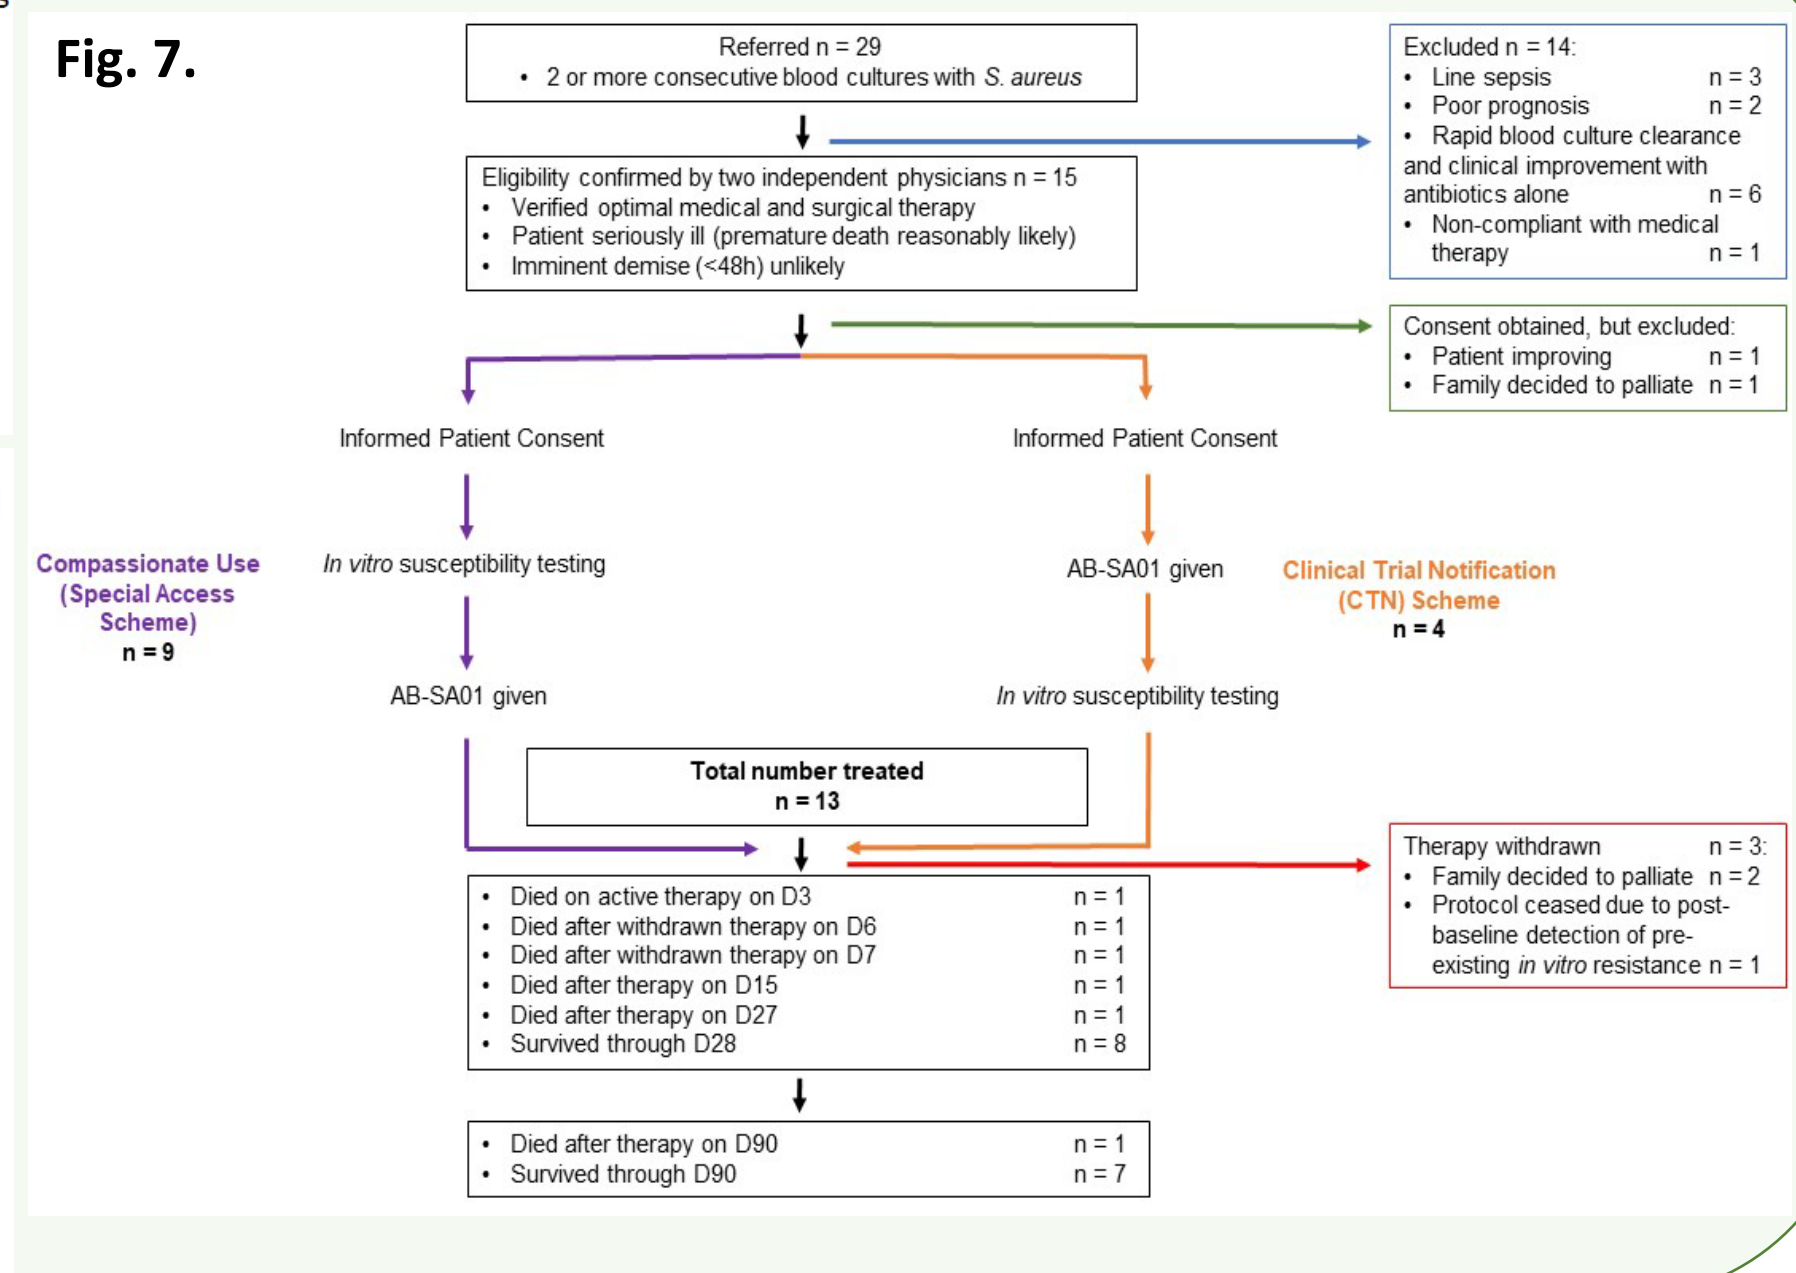 s
Fig. 7.
Referred n = 29
• 2 or more consecutive blood cultures with S. aureus
Excluded n = 14:
• Line sepsis n = 3
• Poor prognosis n = 2
• Rapid blood culture clearance
and clinical improvement with
antibiotics alone n = 6
• Non-compliant with medical
therapy n = 1
Eligibility confirmed by two independent physicians n = 15
• Verified optimal medical and surgical therapy
• Patient seriously ill (premature death reasonably likely)
• Imminent demise (<48h) unlikely
Consent obtained, but excluded:
• Patient improving n = 1
• Family decided to palliate n = 1
Informed Patient Consent
Informed Patient Consent
Compassionate Use
(Special Access
Scheme)
n = 9
In vitro susceptibility testing
AB-SA01 given
AB-SA01 given
In vitro susceptibility testing
Clinical Trial Notification
(CTN) Scheme
n = 4
Total number treated
n = 13
Therapy withdrawn n = 3:
• Family decided to palliate n = 2
• Protocol ceased due to post-
baseline detection of pre-
existing in vitro resistance n = 1
• Died on active therapy on D3 n = 1
• Died after withdrawn therapy on D6 n = 1
• Died after withdrawn therapy on D7 n = 1
• Died after therapy on D15 n = 1
• Died after therapy on D27 n = 1
• Survived through D28 n = 8
• Died after therapy on D90 n = 1
• Survived through D90 n = 7